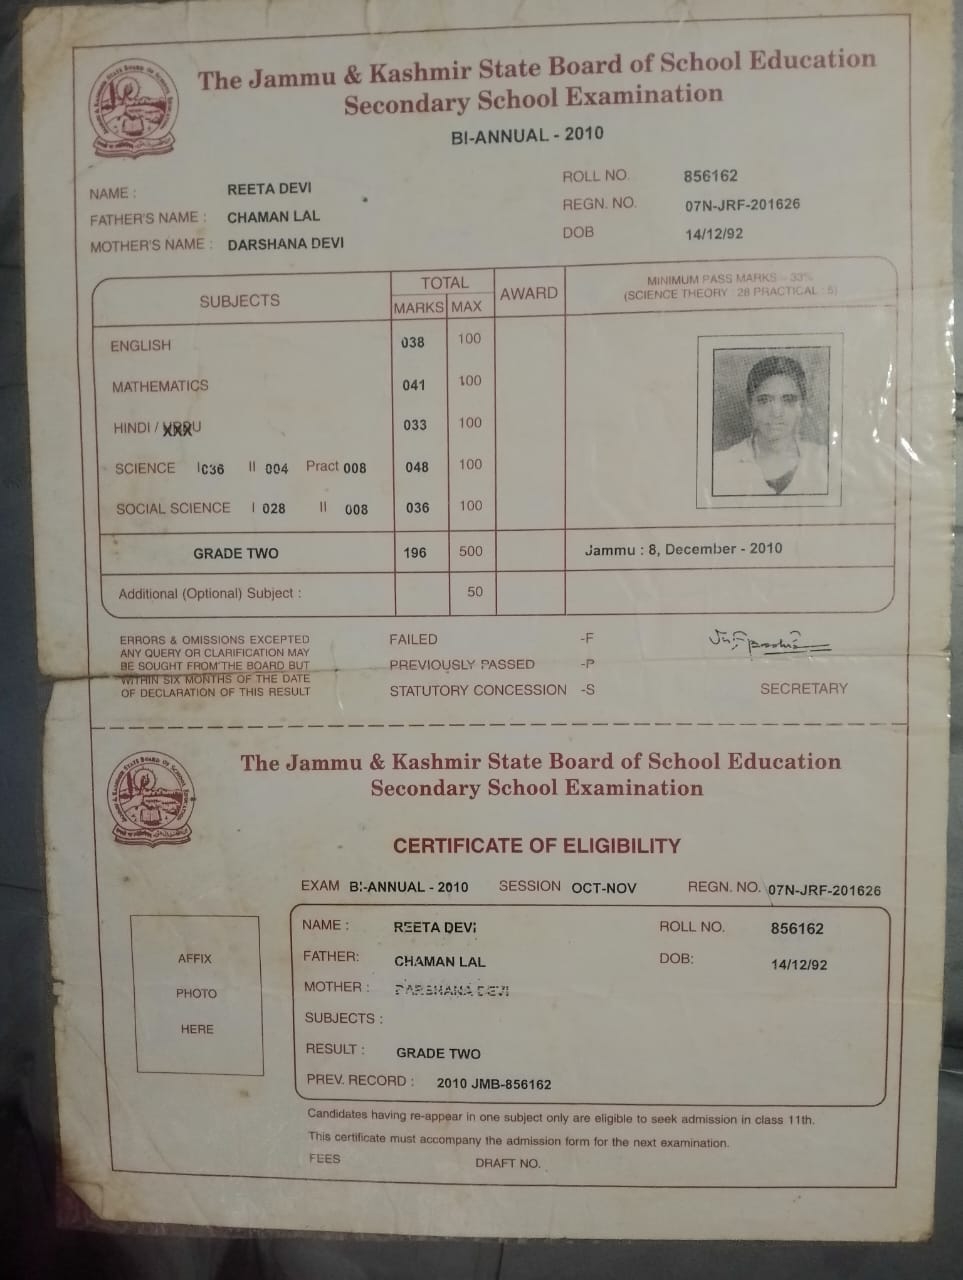 The Jammu & Kashmir State Board of School Education
Secondary School Examination
BI-ANNUAL - 2010
NAME : REETA DEVI
FATHER'S NAME : CHAMAN LAL
MOTHER'S NAME : DARSHANA DEVI
ROLL NO. 856162
REGN. NO. 07N-JRF-201626
DOB 14/12/92
SUBJECTS TOTAL AWARD MINIMUM PASS MARKS - 33%
MARKS MAX (SCIENCE THEORY : 28 PRACTICAL : 5)
ENGLISH 038 100
MATHEMATICS 041 100
HINDI / 033 100
SCIENCE I 036 II 004 Pract 008 048 100
SOCIAL SCIENCE I 028 II 008 036 100
GRADE TWO 196 500 Jammu : 8, December - 2010
Additional (Optional) Subject : 50
ERRORS & OMISSIONS EXCEPTED
ANY QUERY OR CLARIFICATION MAY
BE SOUGHT FROM THE BOARD BUT
WITHIN SIX MONTHS OF THE DATE
OF DECLARATION OF THIS RESULT
FAILED -F
PREVIOUSLY PASSED -P
STATUTORY CONCESSION -S
SECRETARY
The Jammu & Kashmir State Board of School Education
Secondary School Examination
CERTIFICATE OF ELIGIBILITY
EXAM BI-ANNUAL - 2010 SESSION OCT-NOV REGN. NO. 07N-JRF-201626
AFFIX
PHOTO
HERE
NAME : REETA DEVI ROLL NO. 856162
FATHER: CHAMAN LAL DOB: 14/12/92
MOTHER : DARSHANA DEVI
SUBJECTS :
RESULT : GRADE TWO
PREV. RECORD : 2010 JMB-856162
Candidates having re-appear in one subject only are eligible to seek admission in class 11th.
This certificate must accompany the admission form for the next examination.
FEES DRAFT NO.